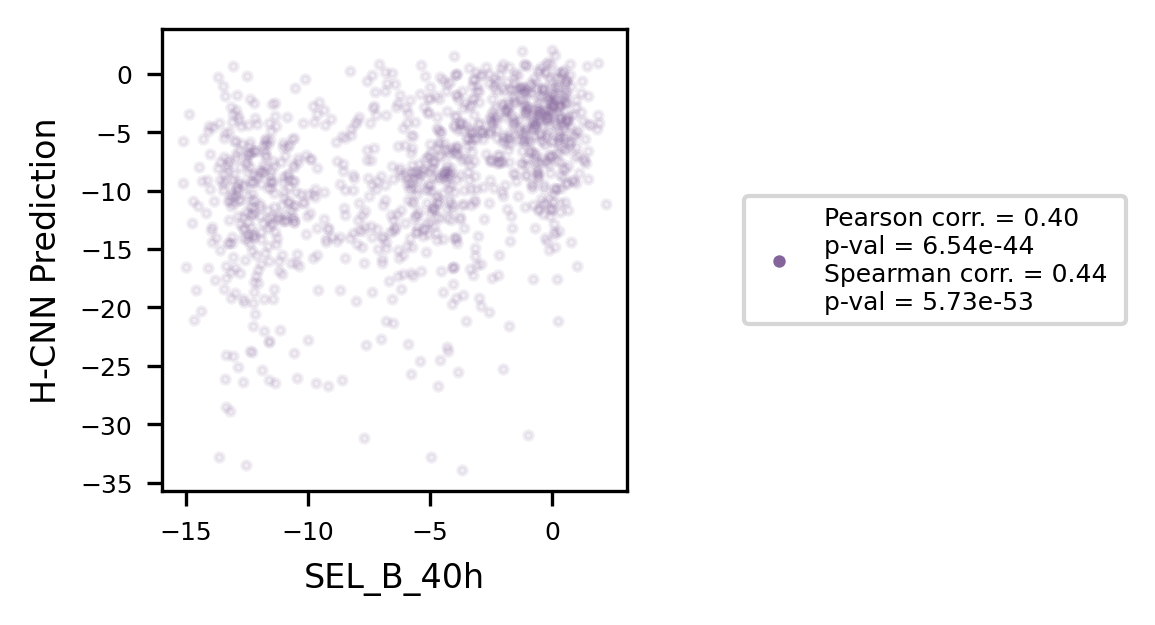 H-CNN Prediction
0
−5
−10
−15
−20
−25
−30
−35
−15
−10
−5
0
SEL_B_40h
Pearson corr. = 0.40
p-val = 6.54e-44
Spearman corr. = 0.44
p-val = 5.73e-53